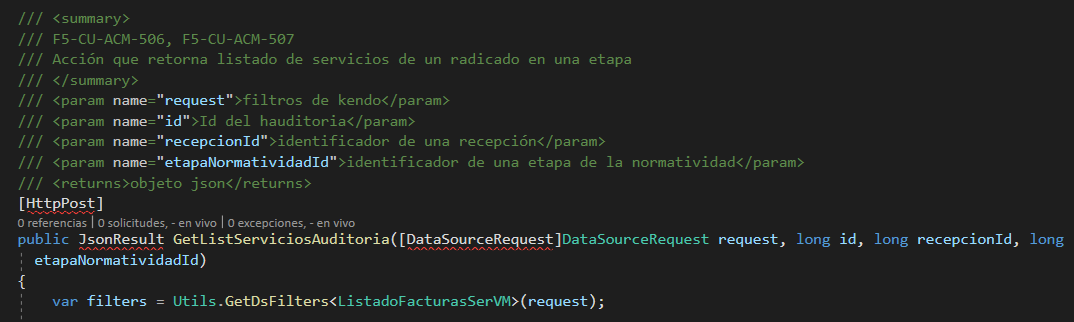 /// <summary>
/// F5-CU-ACM-506, F5-CU-ACM-507
/// Acción que retorna listado de servicios de un radicado en una etapa
/// </summary>
/// <param name="request">filtros de kendo</param>
/// <param name="id">Id del hauditoria</param>
/// <param name="recepcionId">identificador de una recepción</param>
/// <param name="etapaNormatividadId">identificador de una etapa de la normatividad</param>
/// <returns>objeto json</returns>
[HttpPost]
0 referencias | 0 solicitudes, - en vivo | 0 excepciones, - en vivo
public JsonResult GetListServiciosAuditoria([DataSourceRequest]DataSourceRequest request, long id, long recepcionId, long
etapaNormatividadId)
{
var filters = Utils.GetDsFilters<ListadoFacturasSerVM>(request);